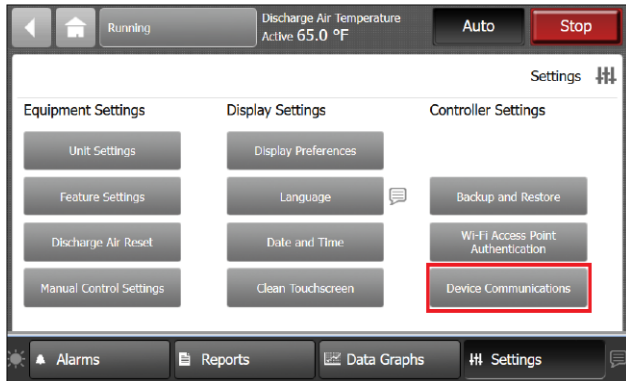 Running
Discharge Air Temperature
Active 65.0 °F
Auto
Stop
Settings
Equipment Settings
Display Settings
Controller Settings
Unit Settings
Display Preferences
Feature Settings
Language
Backup and Restore
Discharge Air Reset
Date and Time
Wi-Fi Access Point
Authentication
Manual Control Settings
Clean Touchscreen
Device Communications
Alarms
Reports
Data Graphs
Settings